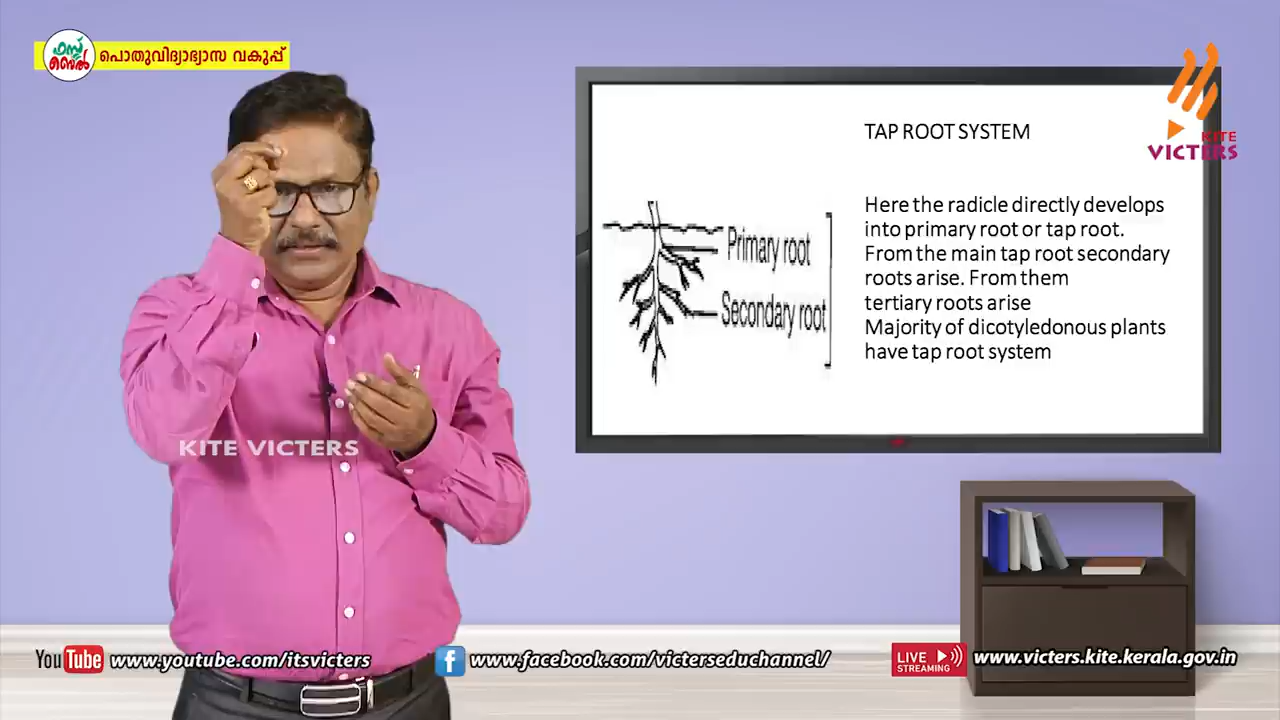 ഫസ്റ്റ്
ബെൽ
പൊതുവിദ്യാഭ്യാസ വകുപ്പ്
KITE
VICTERS
TAP ROOT SYSTEM
Here the radicle directly develops
into primary root or tap root.
From the main tap root secondary
roots arise. From them
tertiary roots arise
Majority of dicotyledonous plants
have tap root system
Primary root
Secondary root
KITE VICTERS
YouTube www.youtube.com/itsvicters
f www.facebook.com/victerseduchannel/
LIVE
STREAMING
www.victers.kite.kerala.gov.in